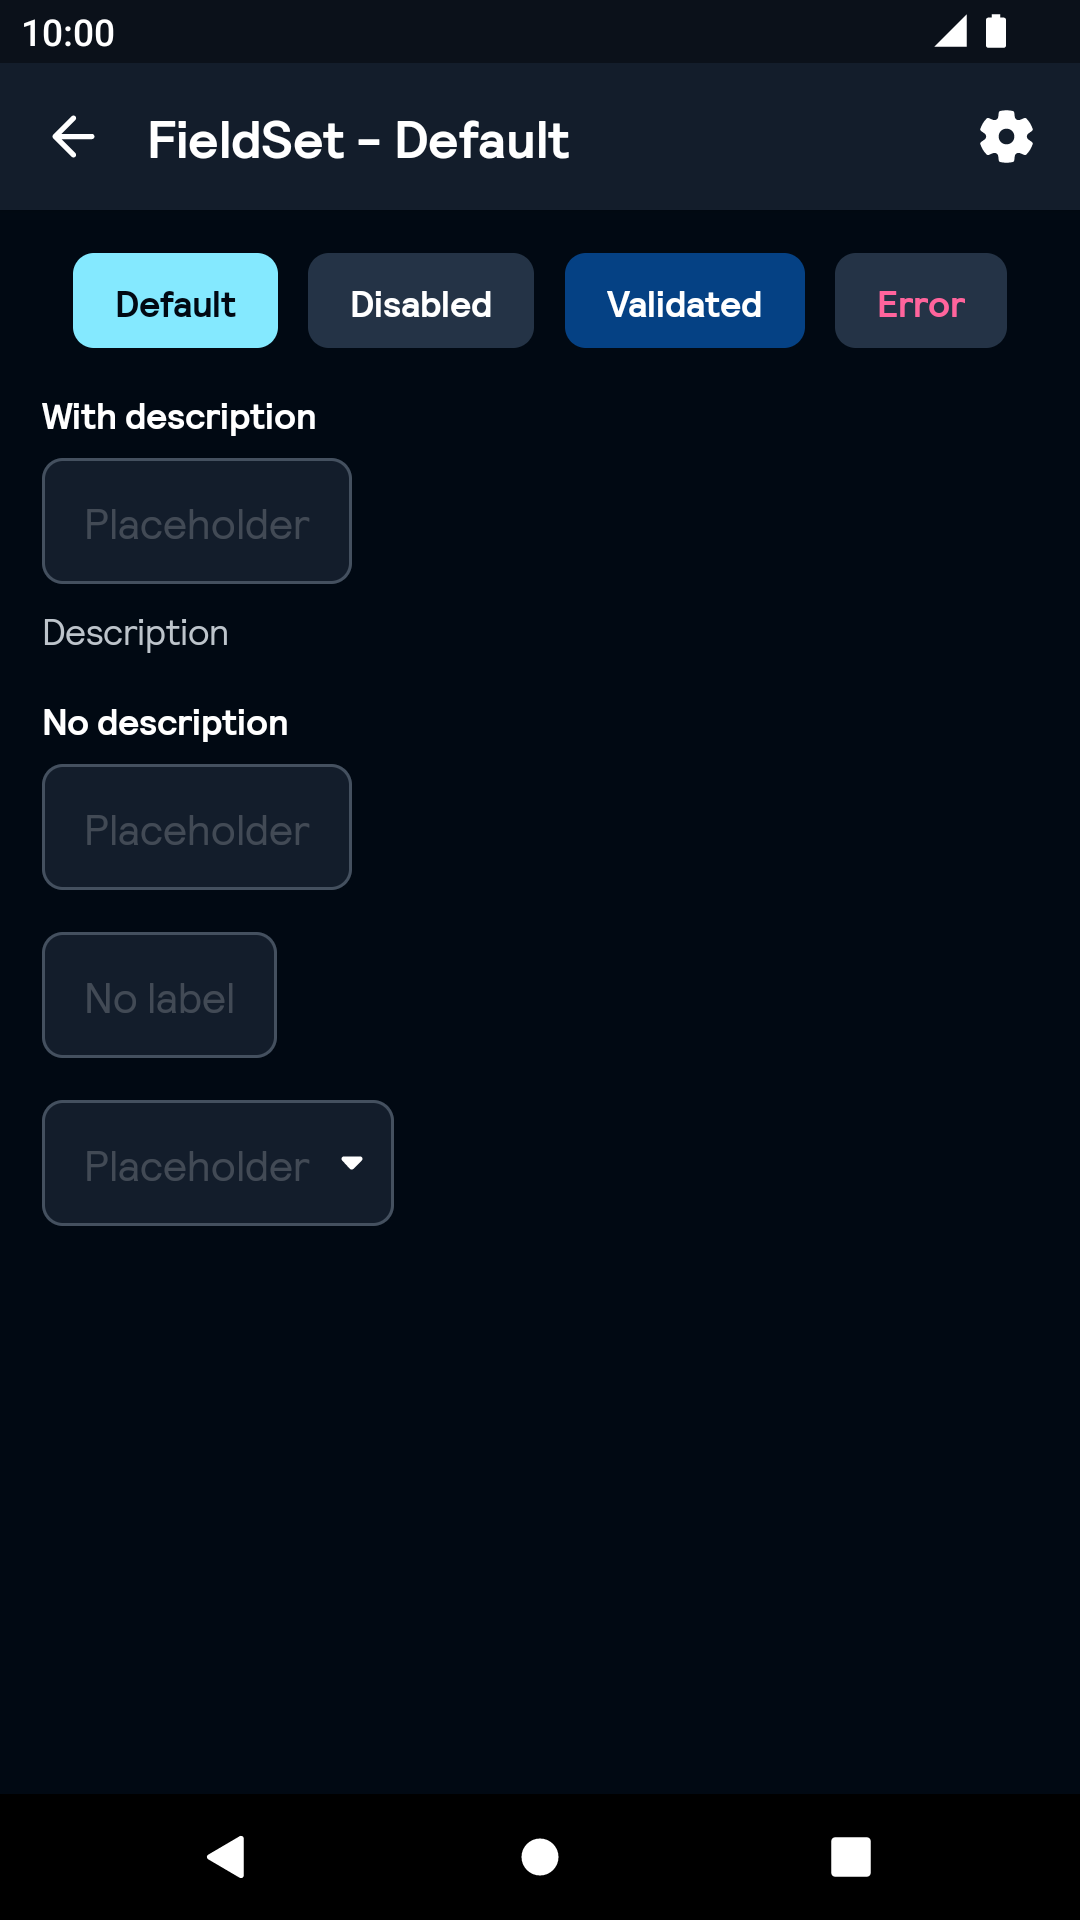 10:00
FieldSet - Default
Default Disabled Validated Error
With description
Placeholder
Description
No description
Placeholder
No label
Placeholder